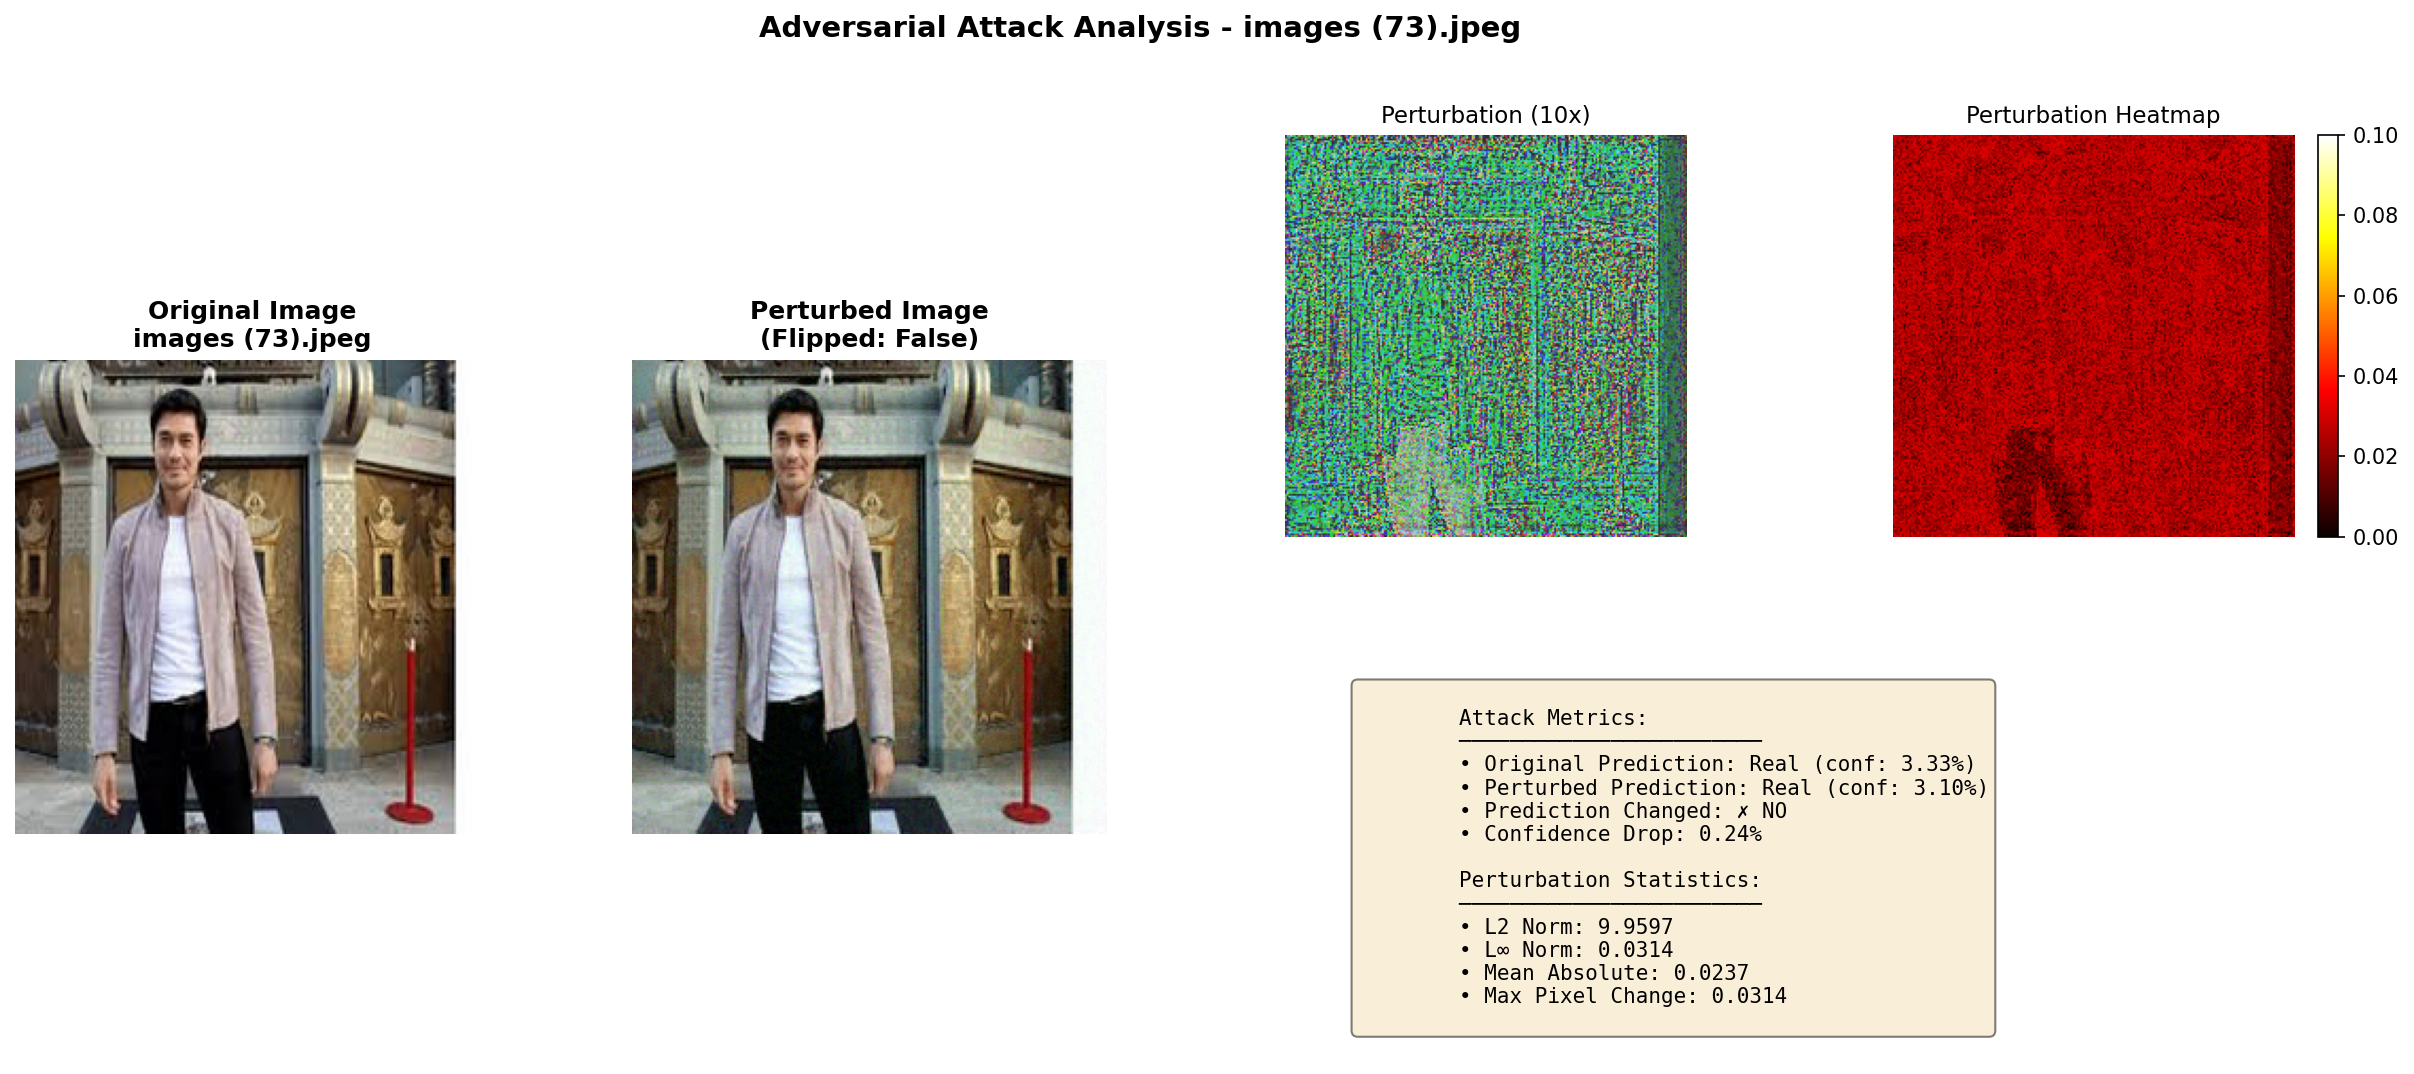 Adversarial Attack Analysis - images (73).jpeg
Original Image
images (73).jpeg
Perturbed Image
(Flipped: False)
Perturbation (10x)
Perturbation Heatmap
0.10
0.08
0.06
0.04
0.02
0.00
Attack Metrics:
• Original Prediction: Real (conf: 3.33%)
• Perturbed Prediction: Real (conf: 3.10%)
• Prediction Changed: ✗ NO
• Confidence Drop: 0.24%
Perturbation Statistics:
• L2 Norm: 9.9597
• L∞ Norm: 0.0314
• Mean Absolute: 0.0237
• Max Pixel Change: 0.0314